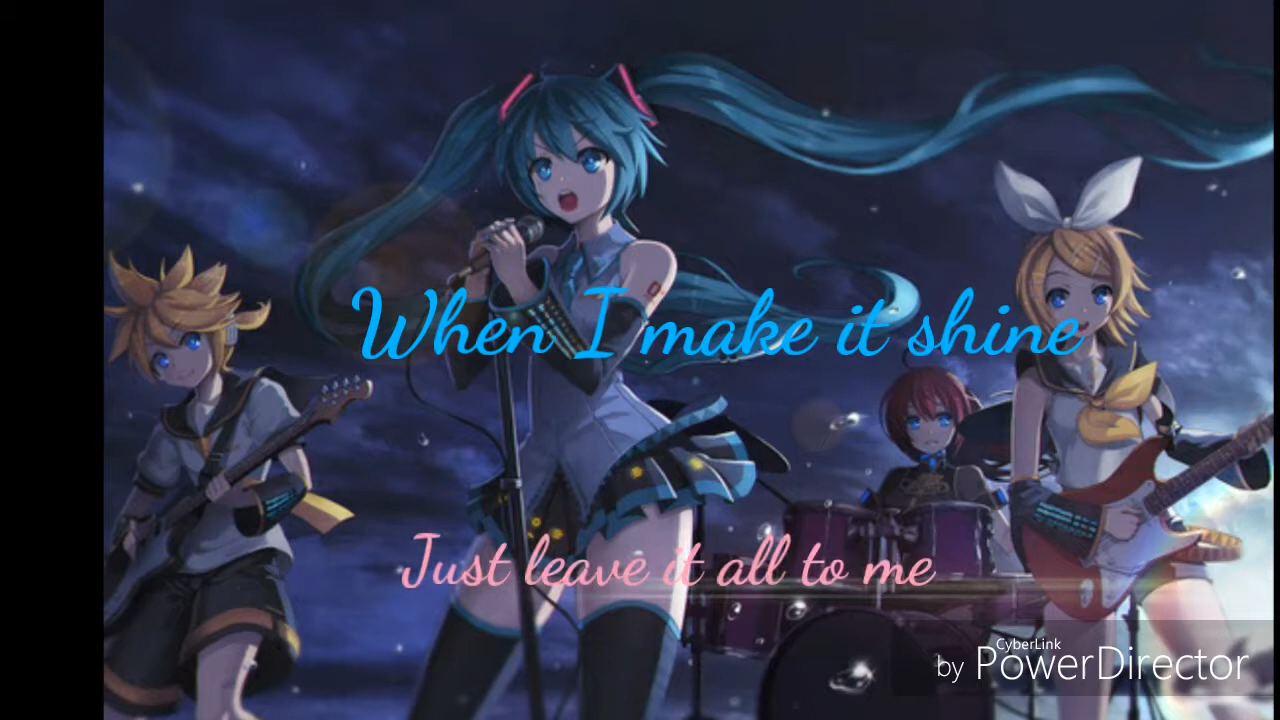 When I make it shine
Just leave it all to me
CyberLink
by PowerDirector